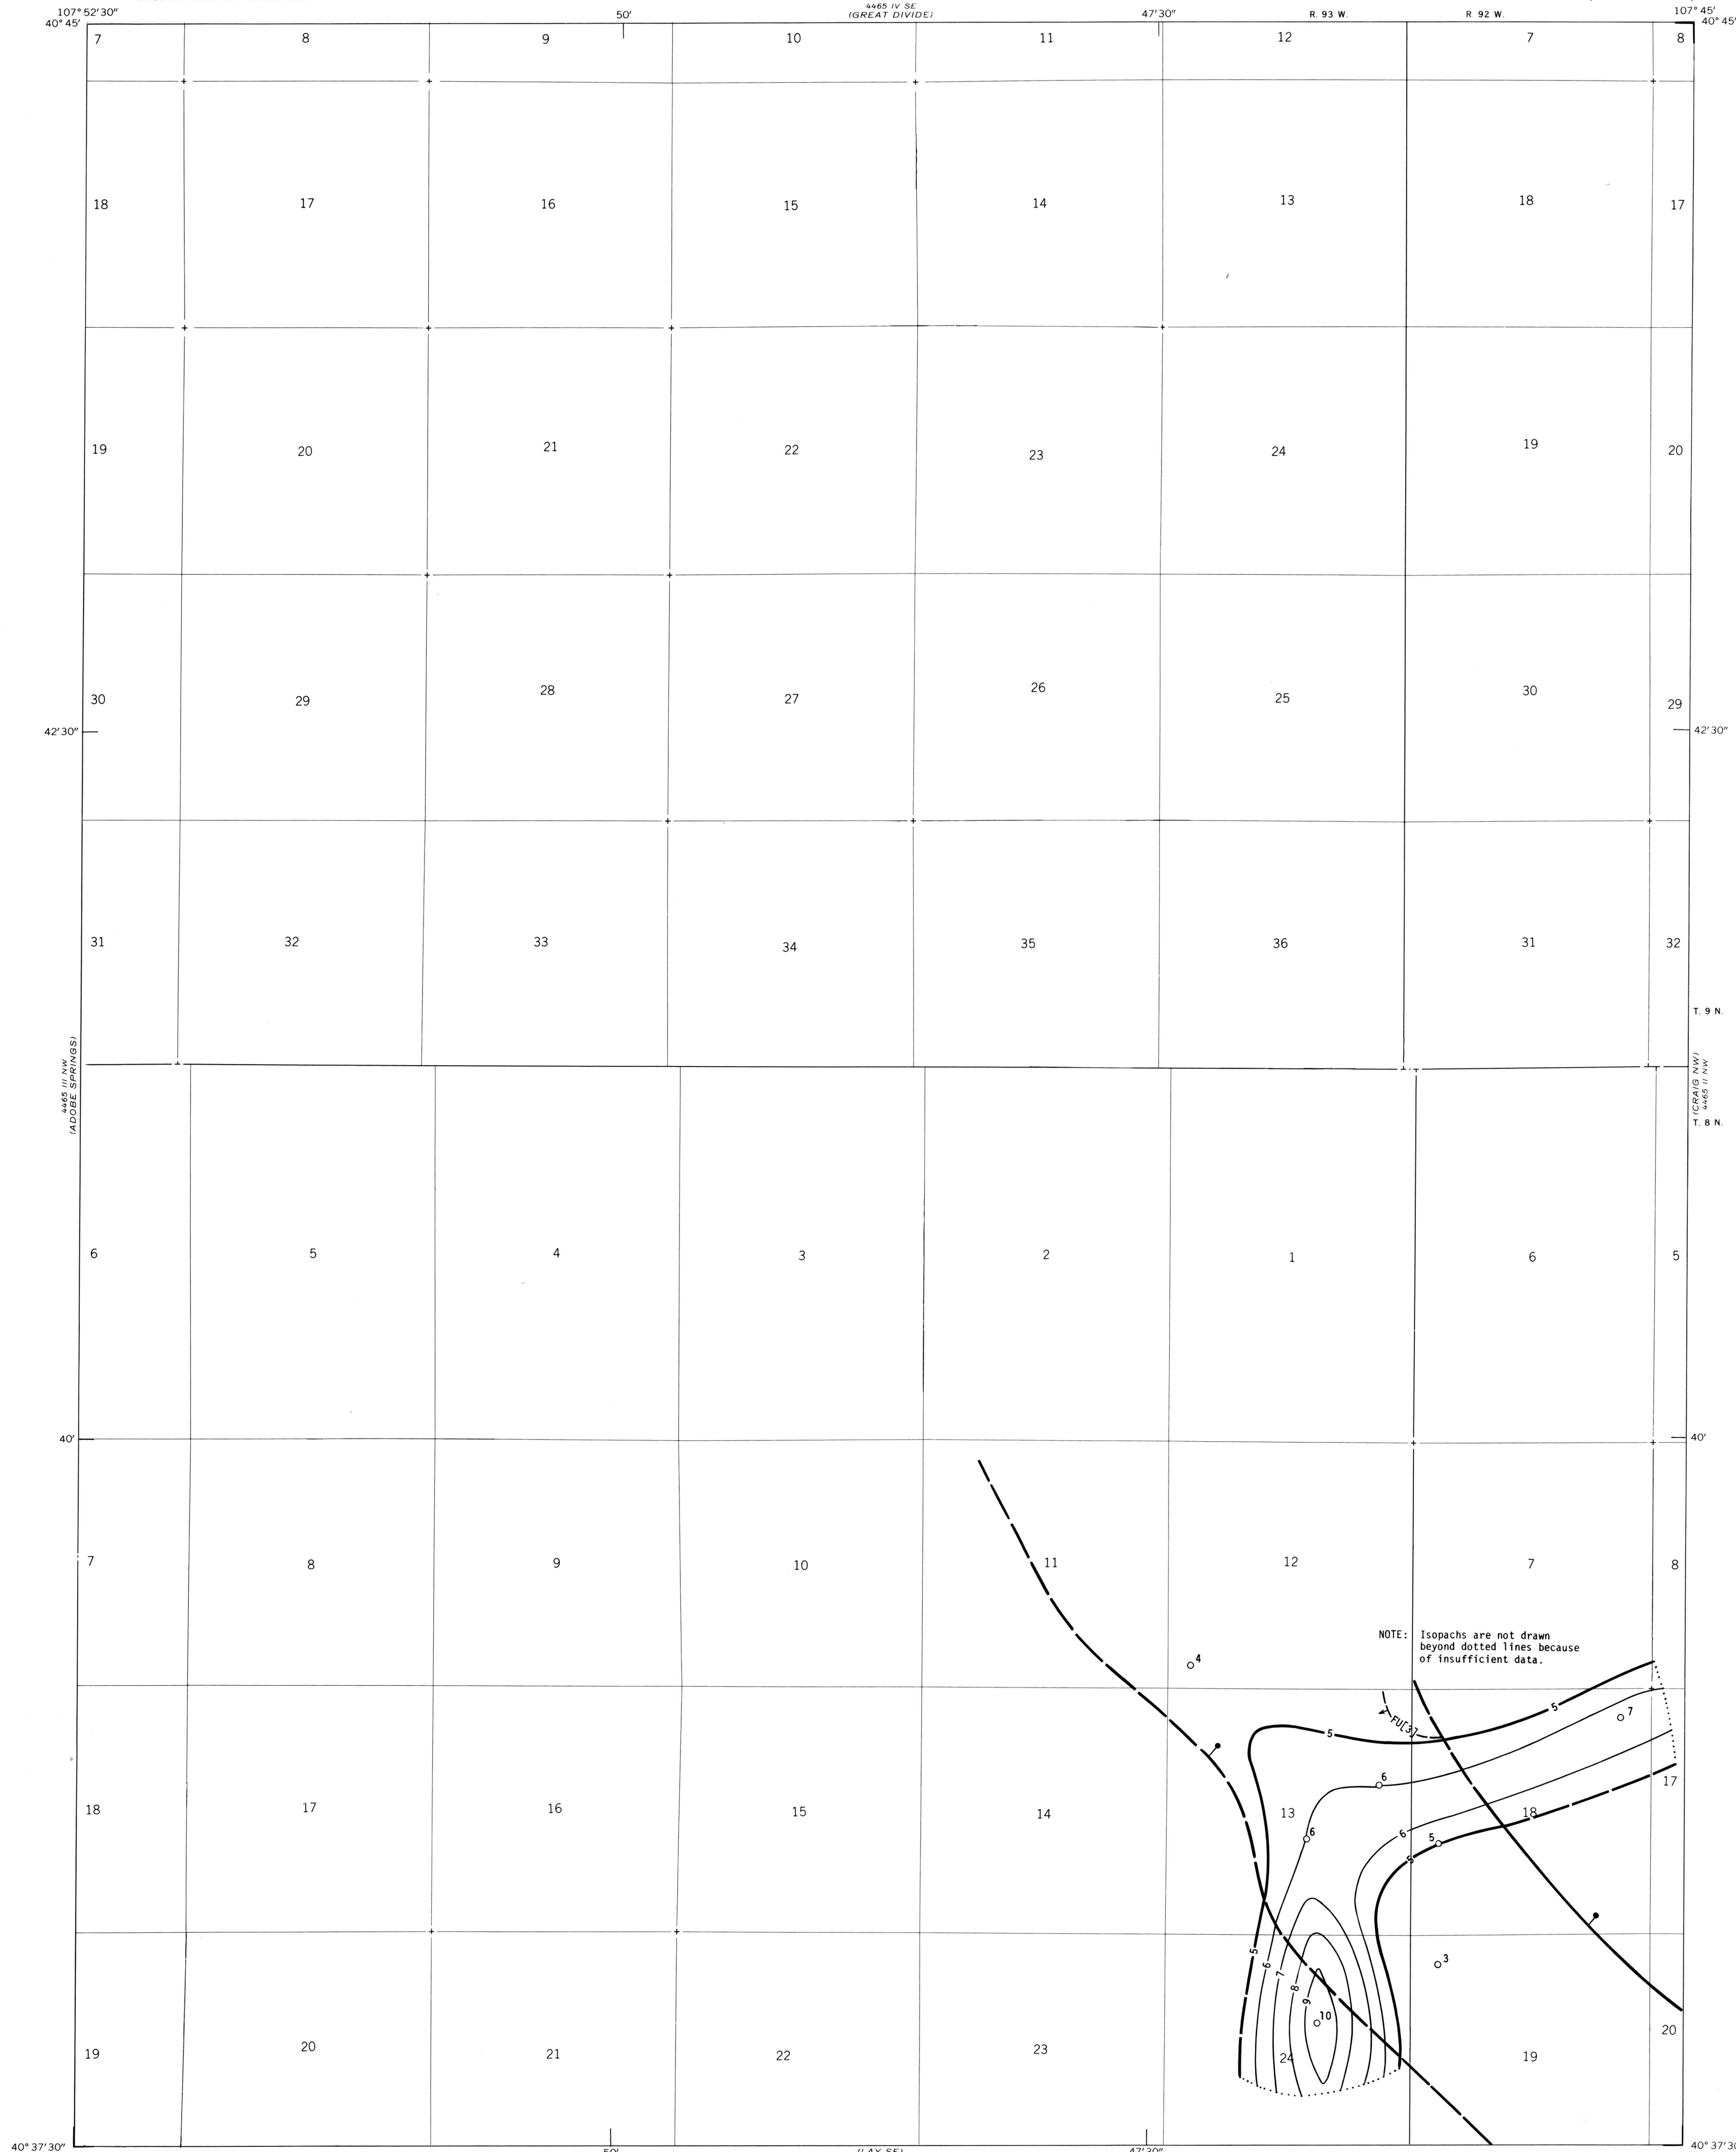 4465 IV SE
(GREAT DIVIDE)
107° 52' 30"
50'
47' 30"
R. 93 W.
R 92 W.
107° 45'
40° 45'
40° 45'
7 8 9 10 11 12 7 8
18 17 16 15 14 13 18 17
19 20 21 22 23 24 19 20
30 29 28 27 26 25 30 29
42' 30"
42' 30"
31 32 33 34 35 36 31 32
T. 9 N.
4465 III NW
(ADOBE SPRINGS)
(CRAIG NW)
4465 II NW
T. 8 N.
6 5 4 3 2 1 6 5
40'
40'
7 8 9 10 11 12 7 8
NOTE: Isopachs are not drawn
beyond dotted lines because
of insufficient data.
4
5
7
FU[3]
5
6
17
18 17 16 15 14 13 18
6
6
5
5
3
5
6
7
8
9
10
19 20 21 22 23 24 19 20
40° 37' 30"
40° 37' 30"